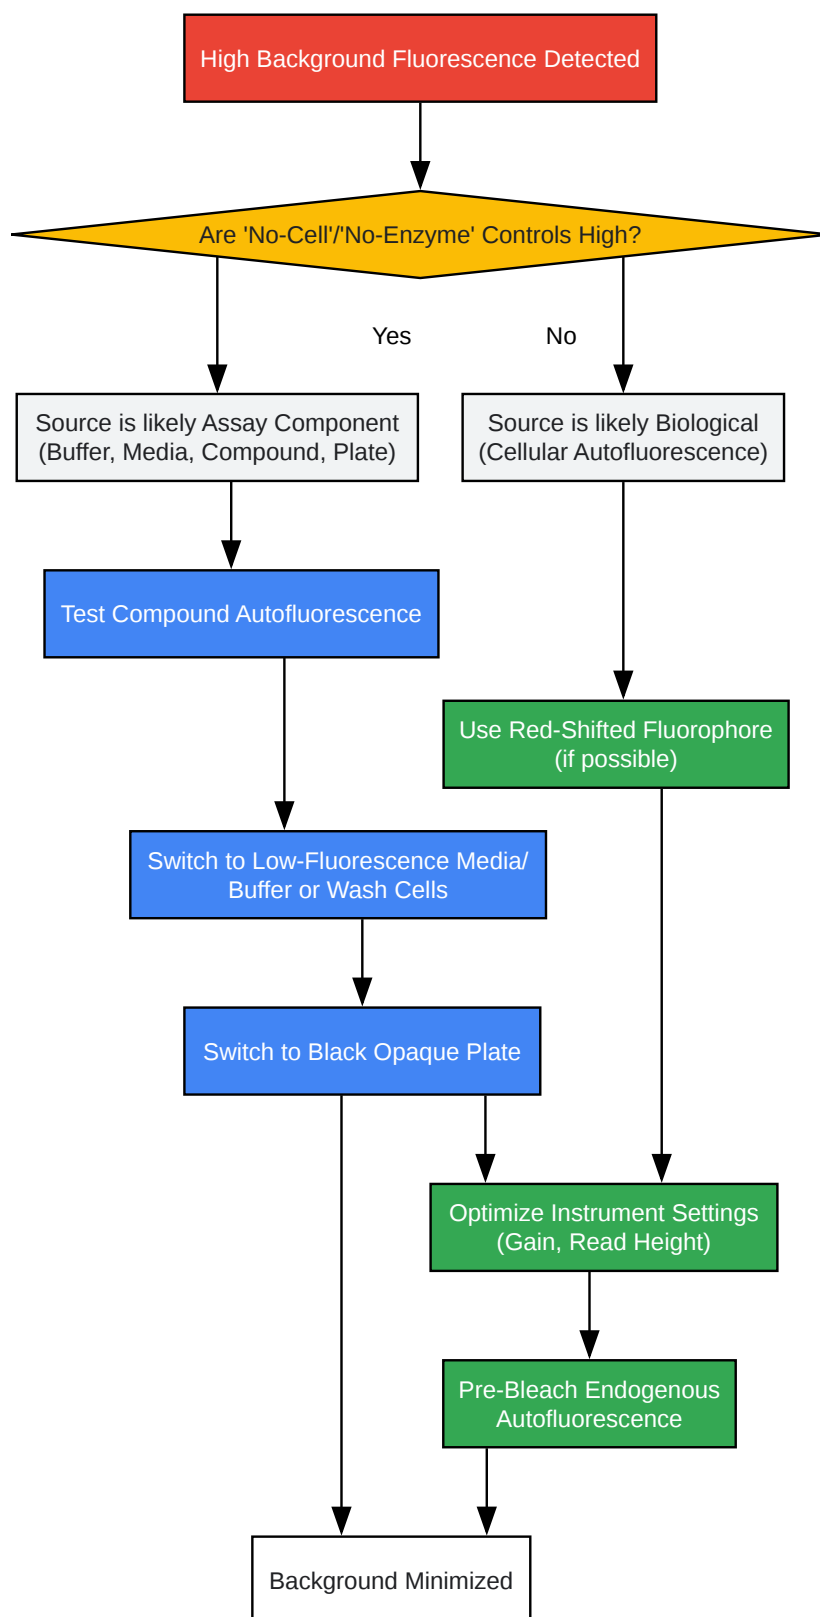 High Background Fluorescence Detected
Are 'No-Cell'/'No-Enzyme' Controls High?
Yes
No
Source is likely Assay Component
(Buffer, Media, Compound, Plate)
Source is likely Biological
(Cellular Autofluorescence)
Test Compound Autofluorescence
Use Red-Shifted Fluorophore
(if possible)
Switch to Low-Fluorescence Media/
Buffer or Wash Cells
Switch to Black Opaque Plate
Optimize Instrument Settings
(Gain, Read Height)
Pre-Bleach Endogenous
Autofluorescence
Background Minimized